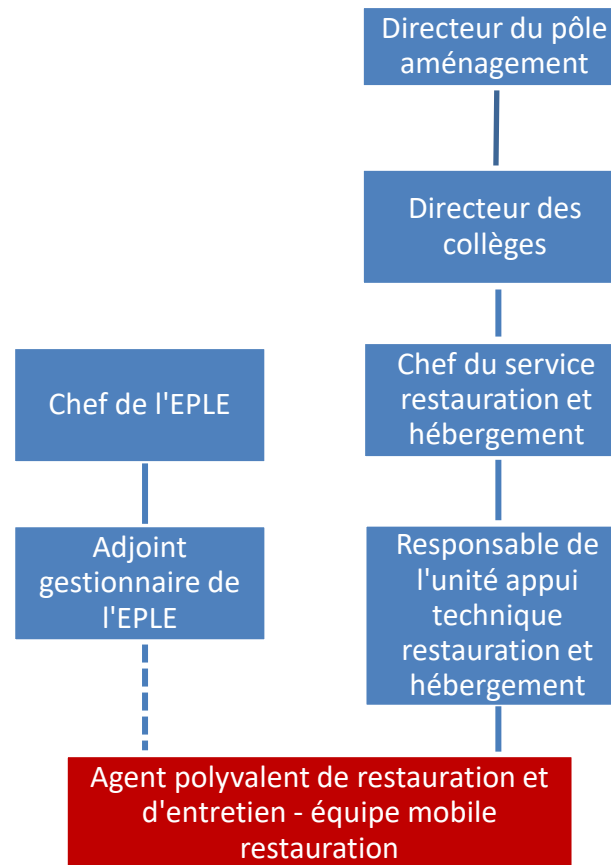 Directeur du pôle
aménagement
Directeur des
collèges
Chef du service
restauration et
hébergement
Chef de l'EPLE
Adjoint
gestionnaire de
l'EPLE
Responsable de
l'unité appui
technique
restauration et
hébergement
Agent polyvalent de restauration et
d'entretien - équipe mobile
restauration